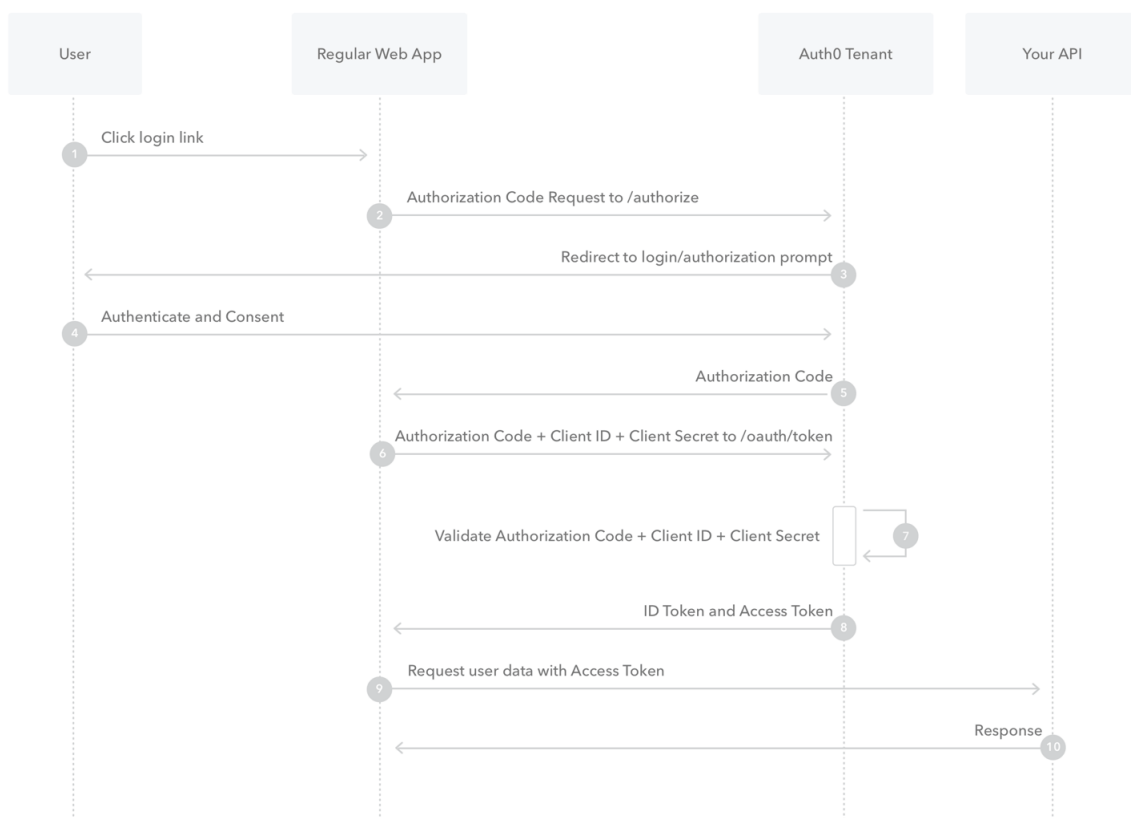 User
Regular Web App
Auth0 Tenant
Your API
Click login link
1
Authorization Code Request to /authorize
2
Redirect to login/authorization prompt
3
Authenticate and Consent
4
Authorization Code
5
Authorization Code + Client ID + Client Secret to /oauth/token
6
Validate Authorization Code + Client ID + Client Secret
7
ID Token and Access Token
8
Request user data with Access Token
9
Response
10